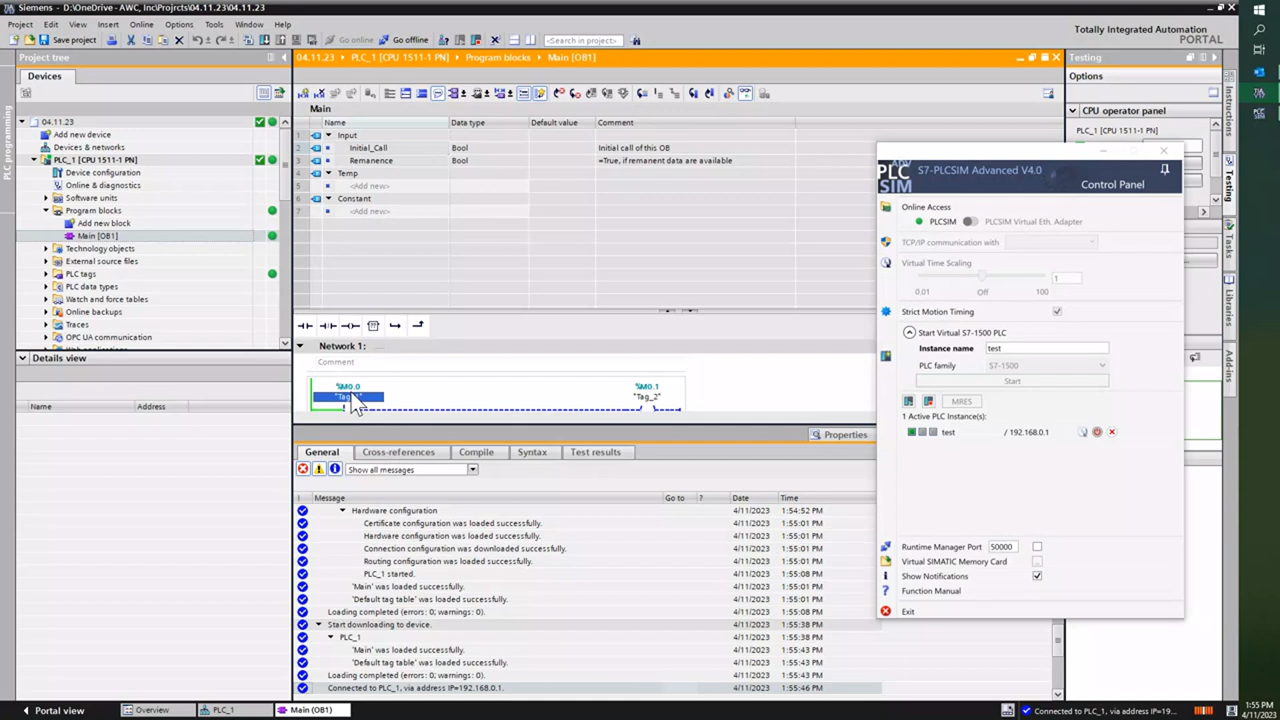 Siemens - D:\OneDrive - AWC, Inc\Projrcts\04.11.23\04.11.23
Project Edit View Insert Online Options Tools Window Help
Save project
Go online Go offline
<Search in project>
Totally Integrated Automation
PORTAL
Project tree
04.11.23 PLC_1 [CPU 1511-1 PN] Program blocks Main [OB1]
Testing
Devices
Options
PLC programming
04.11.23
Add new device
Devices & networks
PLC_1 [CPU 1511-1 PN]
Device configuration
Online & diagnostics
Software units
Program blocks
Add new block
Main [OB1]
Technology objects
External source files
PLC tags
PLC data types
Watch and force tables
Online backups
Traces
OPC UA communication
Details view
Name Address
Main
Name Data type Default value Comment
1 Input
2 Initial_Call Bool Initial call of this OB
3 Remanence Bool =True, if remanent data are available
4 Temp
5 <Add new>
6 Constant
7 <Add new>
Network 1:
Comment
%M0.0 %M0.1
"Tag_2"
Properties
General Cross-references Compile Syntax Test results
Show all messages
! Message Go to ? Date Time
Hardware configuration 4/11/2023 1:54:52 PM
Certificate configuration was loaded successfully. 4/11/2023 1:55:01 PM
Hardware configuration was loaded successfully. 4/11/2023 1:55:01 PM
Connection configuration was downloaded successfully. 4/11/2023 1:55:01 PM
Routing configuration was loaded successfully. 4/11/2023 1:55:01 PM
PLC_1 started. 4/11/2023 1:55:08 PM
'Main' was loaded successfully. 4/11/2023 1:55:01 PM
'Default tag table' was loaded successfully. 4/11/2023 1:55:01 PM
Loading completed (errors: 0; warnings: 0). 4/11/2023 1:55:08 PM
Start downloading to device. 4/11/2023 1:55:38 PM
PLC_1 4/11/2023 1:55:38 PM
'Main' was loaded successfully. 4/11/2023 1:55:43 PM
'Default tag table' was loaded successfully. 4/11/2023 1:55:43 PM
Loading completed (errors: 0; warnings: 0). 4/11/2023 1:55:43 PM
Connected to PLC_1, via address IP=192.168.0.1. 4/11/2023 1:55:46 PM
CPU operator panel
PLC_1 [CPU 1511-1 PN]
Instructions
Testing
Tasks
Libraries
Add-ins
PLC
SIM
S7-PLCSIM Advanced V4.0
Control Panel
Online Access
PLCSIM PLCSIM Virtual Eth. Adapter
TCP/IP communication with
Virtual Time Scaling
1
0.01 Off 100
Strict Motion Timing
Start Virtual S7-1500 PLC
Instance name test
PLC family S7-1500
Start
MRES
1 Active PLC Instance(s):
test / 192.168.0.1
Runtime Manager Port 50000
Virtual SIMATIC Memory Card
Show Notifications
Function Manual
Exit
Portal view Overview PLC_1 Main (OB1)
Connected to PLC_1, via address IP=19...
1:55 PM
4/11/2023